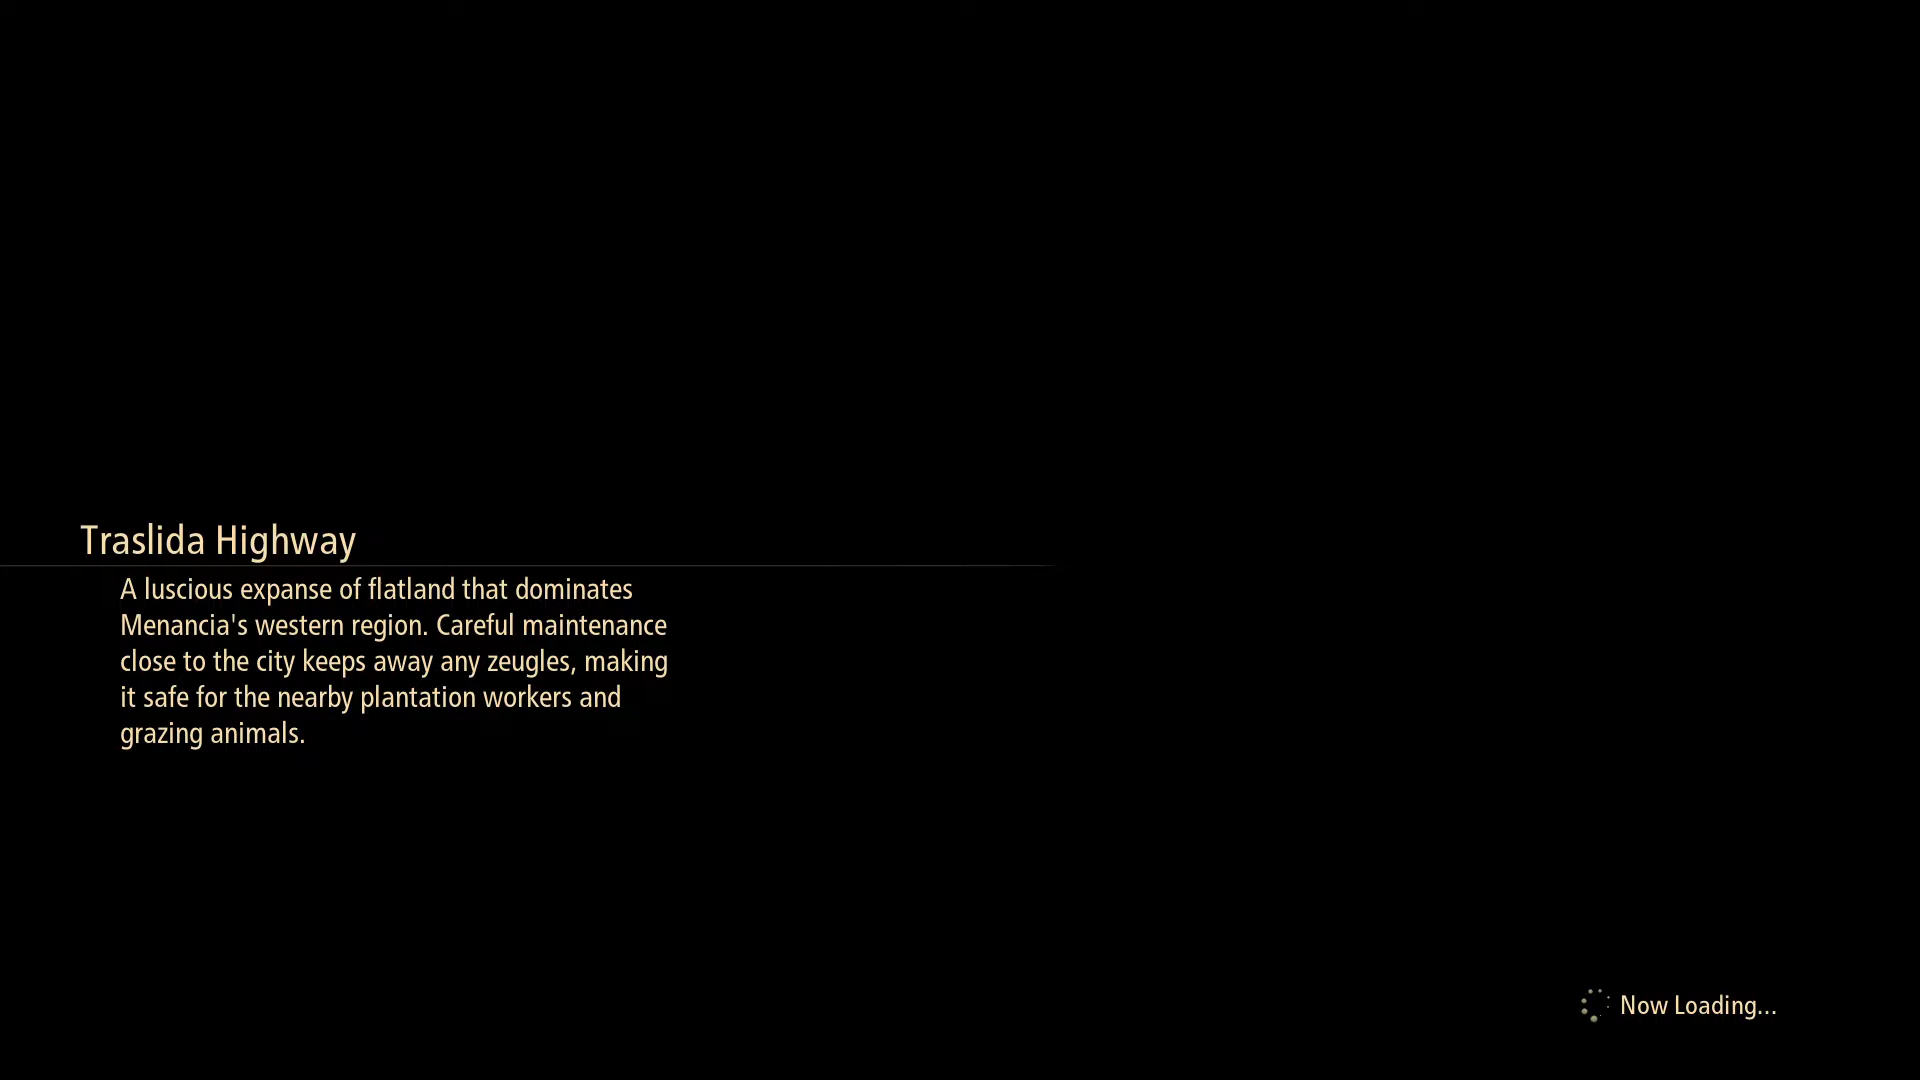 Traslida Highway
A luscious expanse of flatland that dominates
Menancia's western region. Careful maintenance
close to the city keeps away any zeugles, making
it safe for the nearby plantation workers and
grazing animals.
Now Loading...